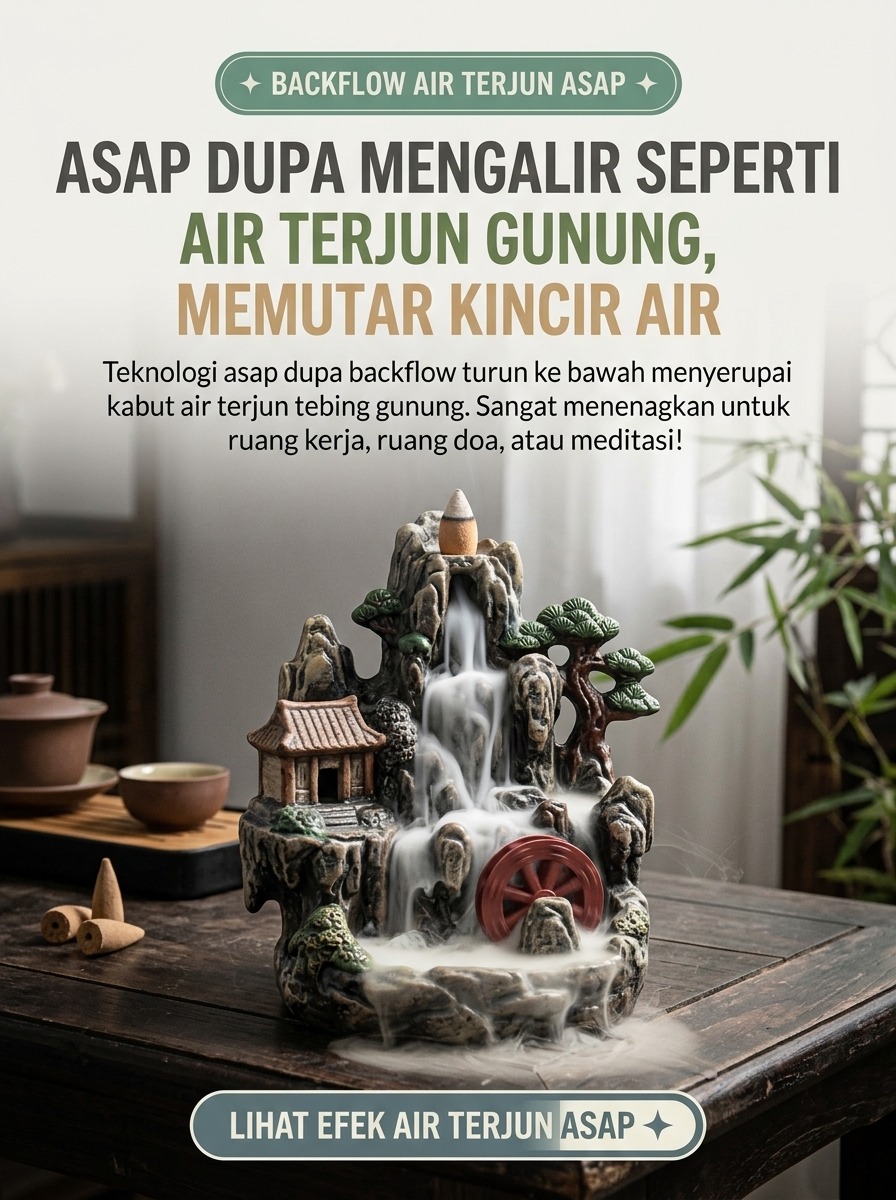 ✦ BACKFLOW AIR TERJUN ASAP ✦
ASAP DUPA MENGALIR SEPERTI
AIR TERJUN GUNUNG,
MEMUTAR KINCIR AIR
Teknologi asap dupa backflow turun ke bawah menyerupai
kabut air terjun tebing gunung. Sangat menenagkan untuk
ruang kerja, ruang doa, atau meditasi!
LIHAT EFEK AIR TERJUN ASAP ✦